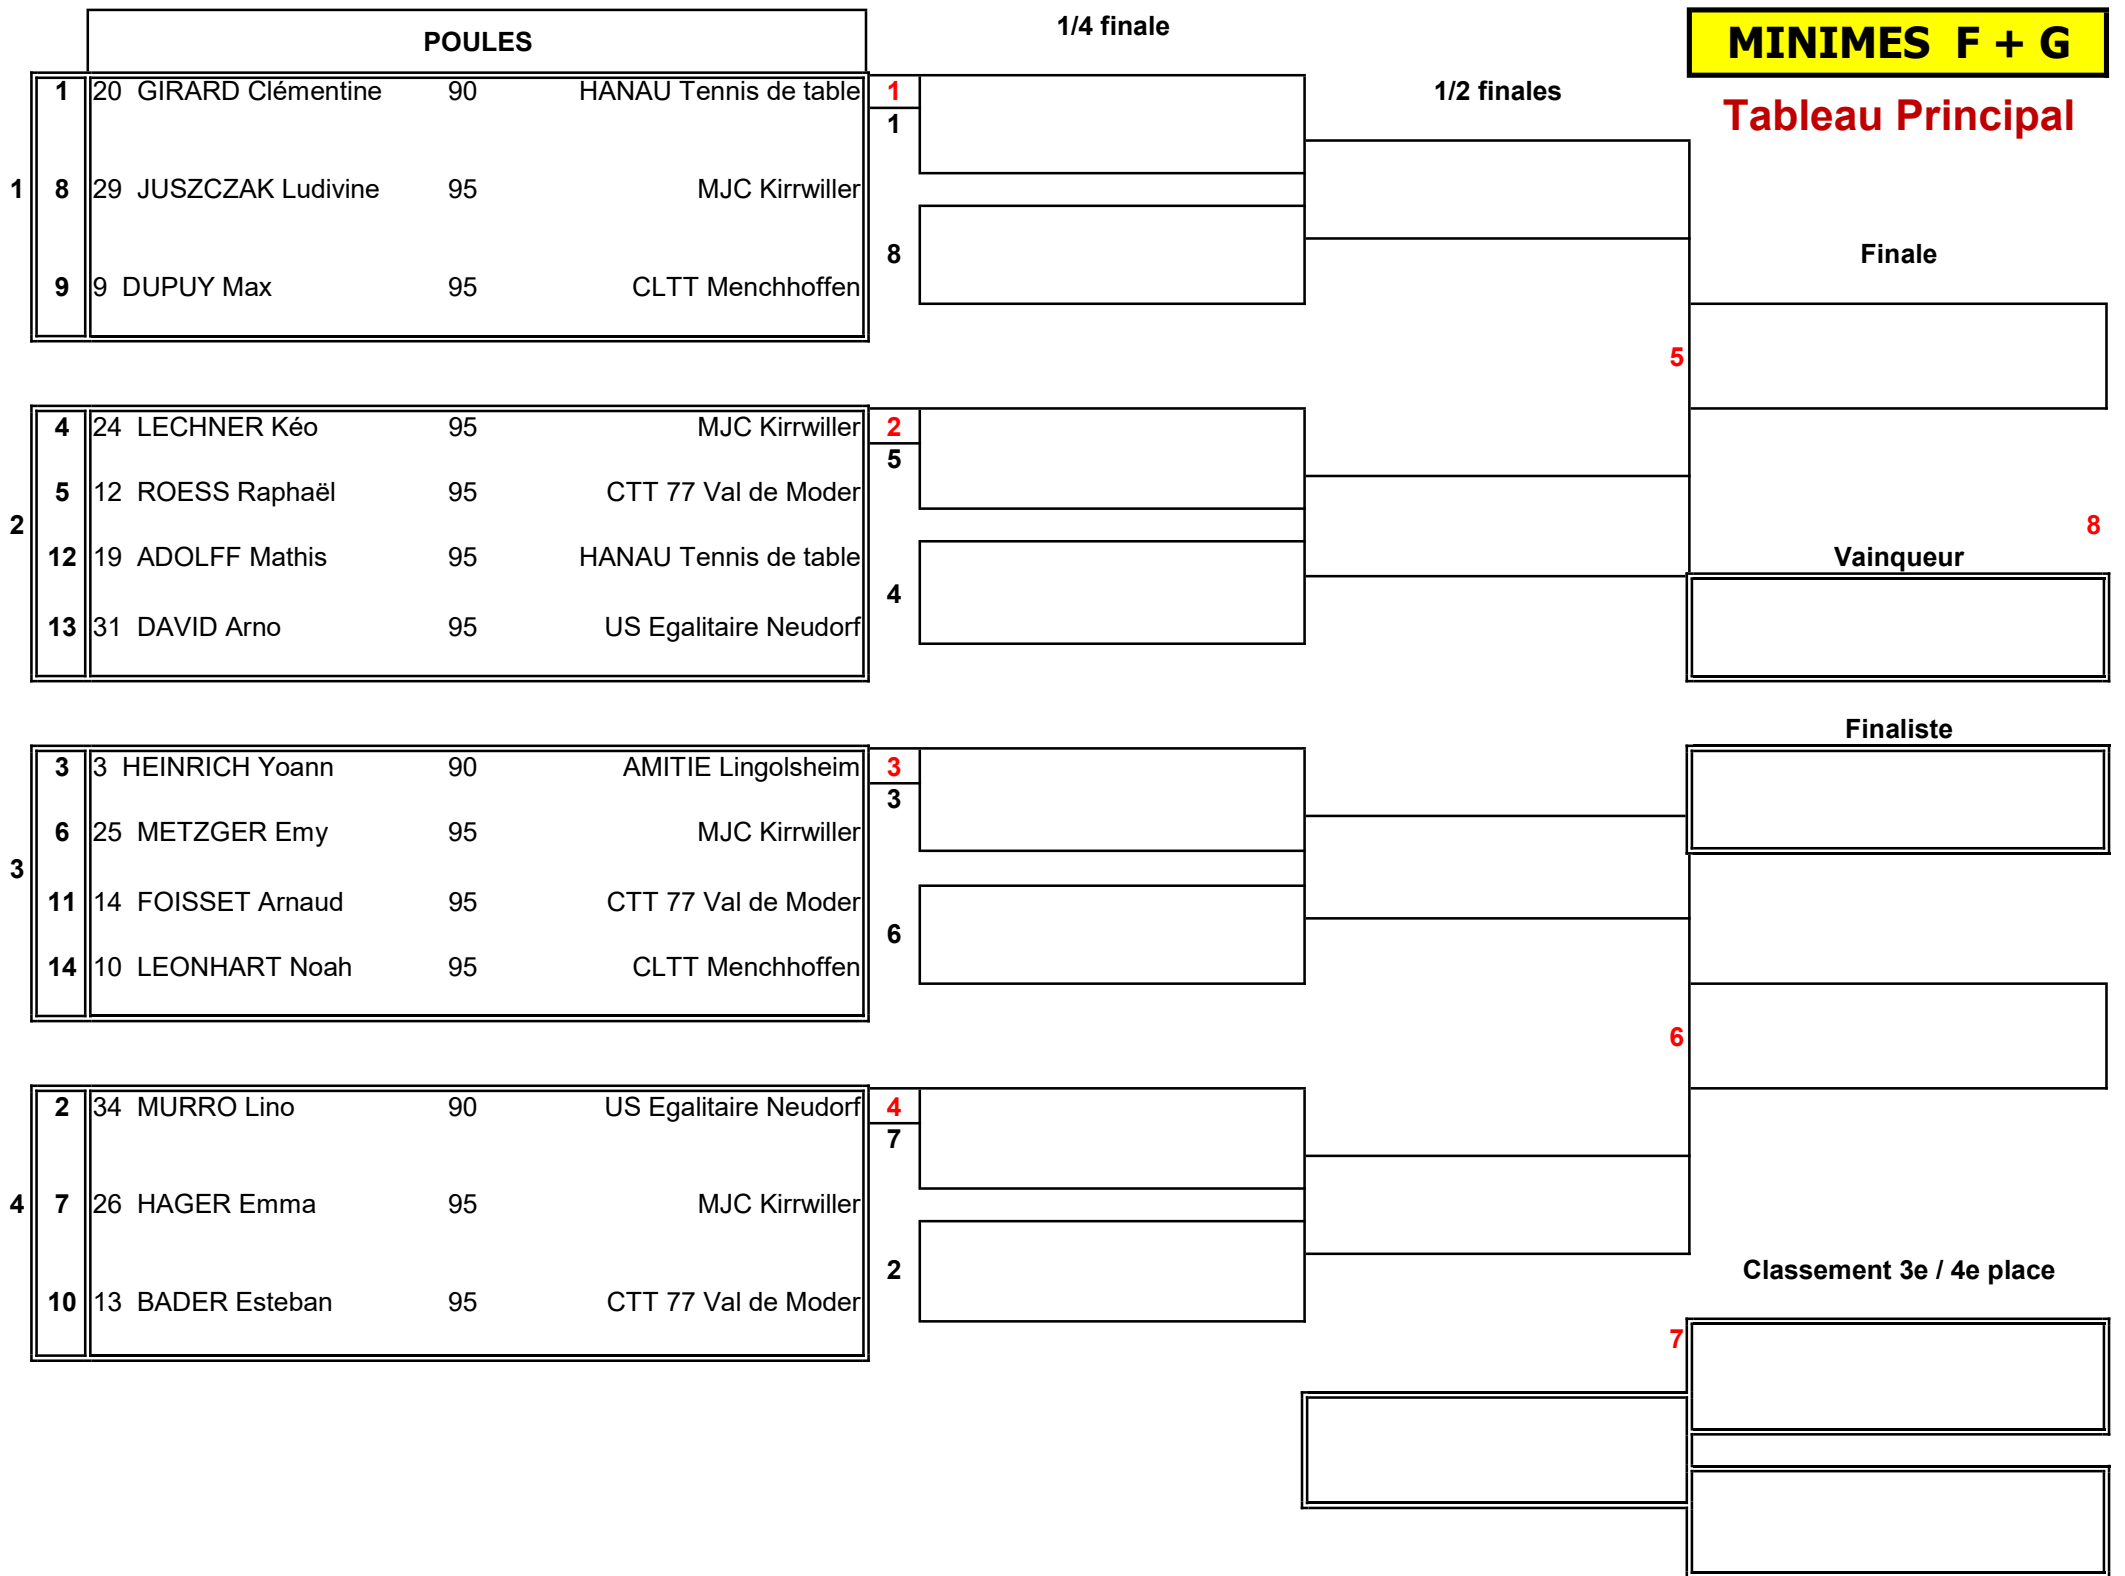 POULES
1/4 finale
MINIMES F + G
1 20 GIRARD Clémentine 90 HANAU Tennis de table 1
1/2 finales
Tableau Principal
1
1 8 29 JUSZCZAK Ludivine 95 MJC Kirrwiller
8
Finale
9 9 DUPUY Max 95 CLTT Menchhoffen
5
4 24 LECHNER Kéo 95 MJC Kirrwiller 2
5
5 12 ROESS Raphaël 95 CTT 77 Val de Moder
2
8
12 19 ADOLFF Mathis 95 HANAU Tennis de table
Vainqueur
4
13 31 DAVID Arno 95 US Egalitaire Neudorf
Finaliste
3 3 HEINRICH Yoann 90 AMITIE Lingolsheim 3
3
6 25 METZGER Emy 95 MJC Kirrwiller
3
11 14 FOISSET Arnaud 95 CTT 77 Val de Moder
6
14 10 LEONHART Noah 95 CLTT Menchhoffen
6
2 34 MURRO Lino 90 US Egalitaire Neudorf 4
7
4 7 26 HAGER Emma 95 MJC Kirrwiller
2
Classement 3e / 4e place
10 13 BADER Esteban 95 CTT 77 Val de Moder
7